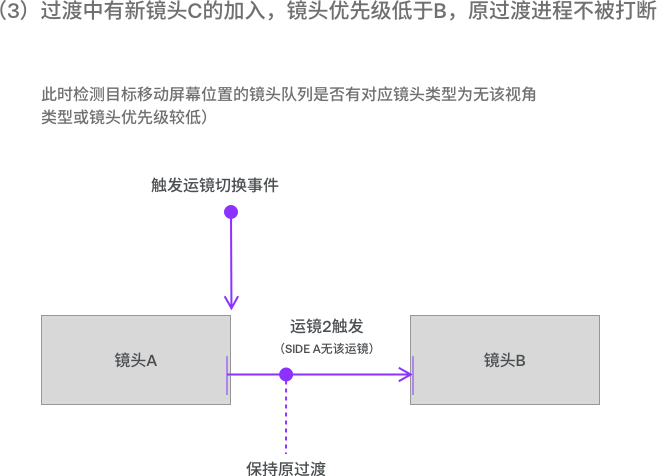 （3）过渡中有新镜头C的加入，镜头优先级低于B，原过渡进程不被打断
此时检测目标移动屏幕位置的镜头队列是否有对应镜头类型为无该视角
类型或镜头优先级较低）
触发运镜切换事件
运镜2触发
（SIDE A无该运镜）
镜头A
镜头B
保持原过渡